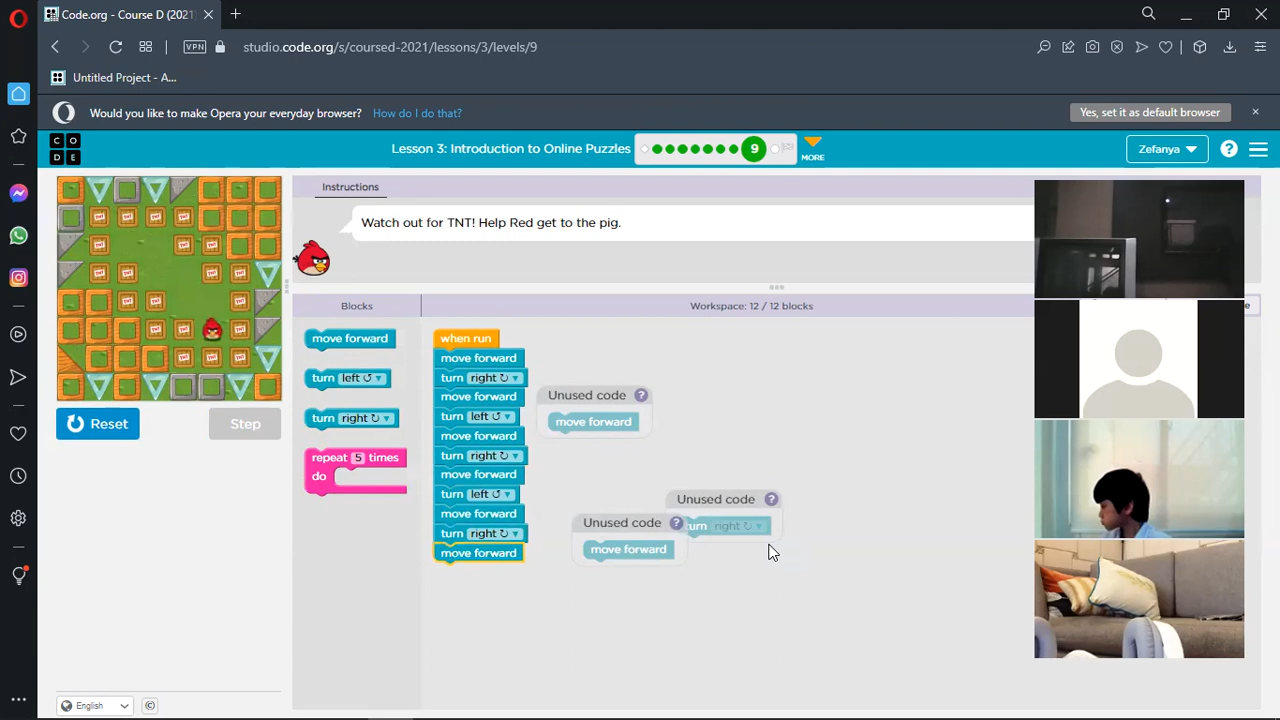 Code.org - Course D (2021)
VPN
studio.code.org/s/coursed-2021/lessons/3/levels/9
Untitled Project - A...
Would you like to make Opera your everyday browser? How do I do that?
Yes, set it as default browser
C O
D E
Lesson 3: Introduction to Online Puzzles
9
MORE
Zefanya
?
Instructions
Watch out for TNT! Help Red get to the pig.
Blocks
Workspace: 12 / 12 blocks
move forward
turn left
turn right
repeat 5 times
do
when run
move forward
turn right
move forward
turn left
move forward
turn right
move forward
turn left
move forward
turn right
move forward
Unused code ?
move forward
Unused code ?
turn right
Unused code ?
move forward
Reset
Step
English
©